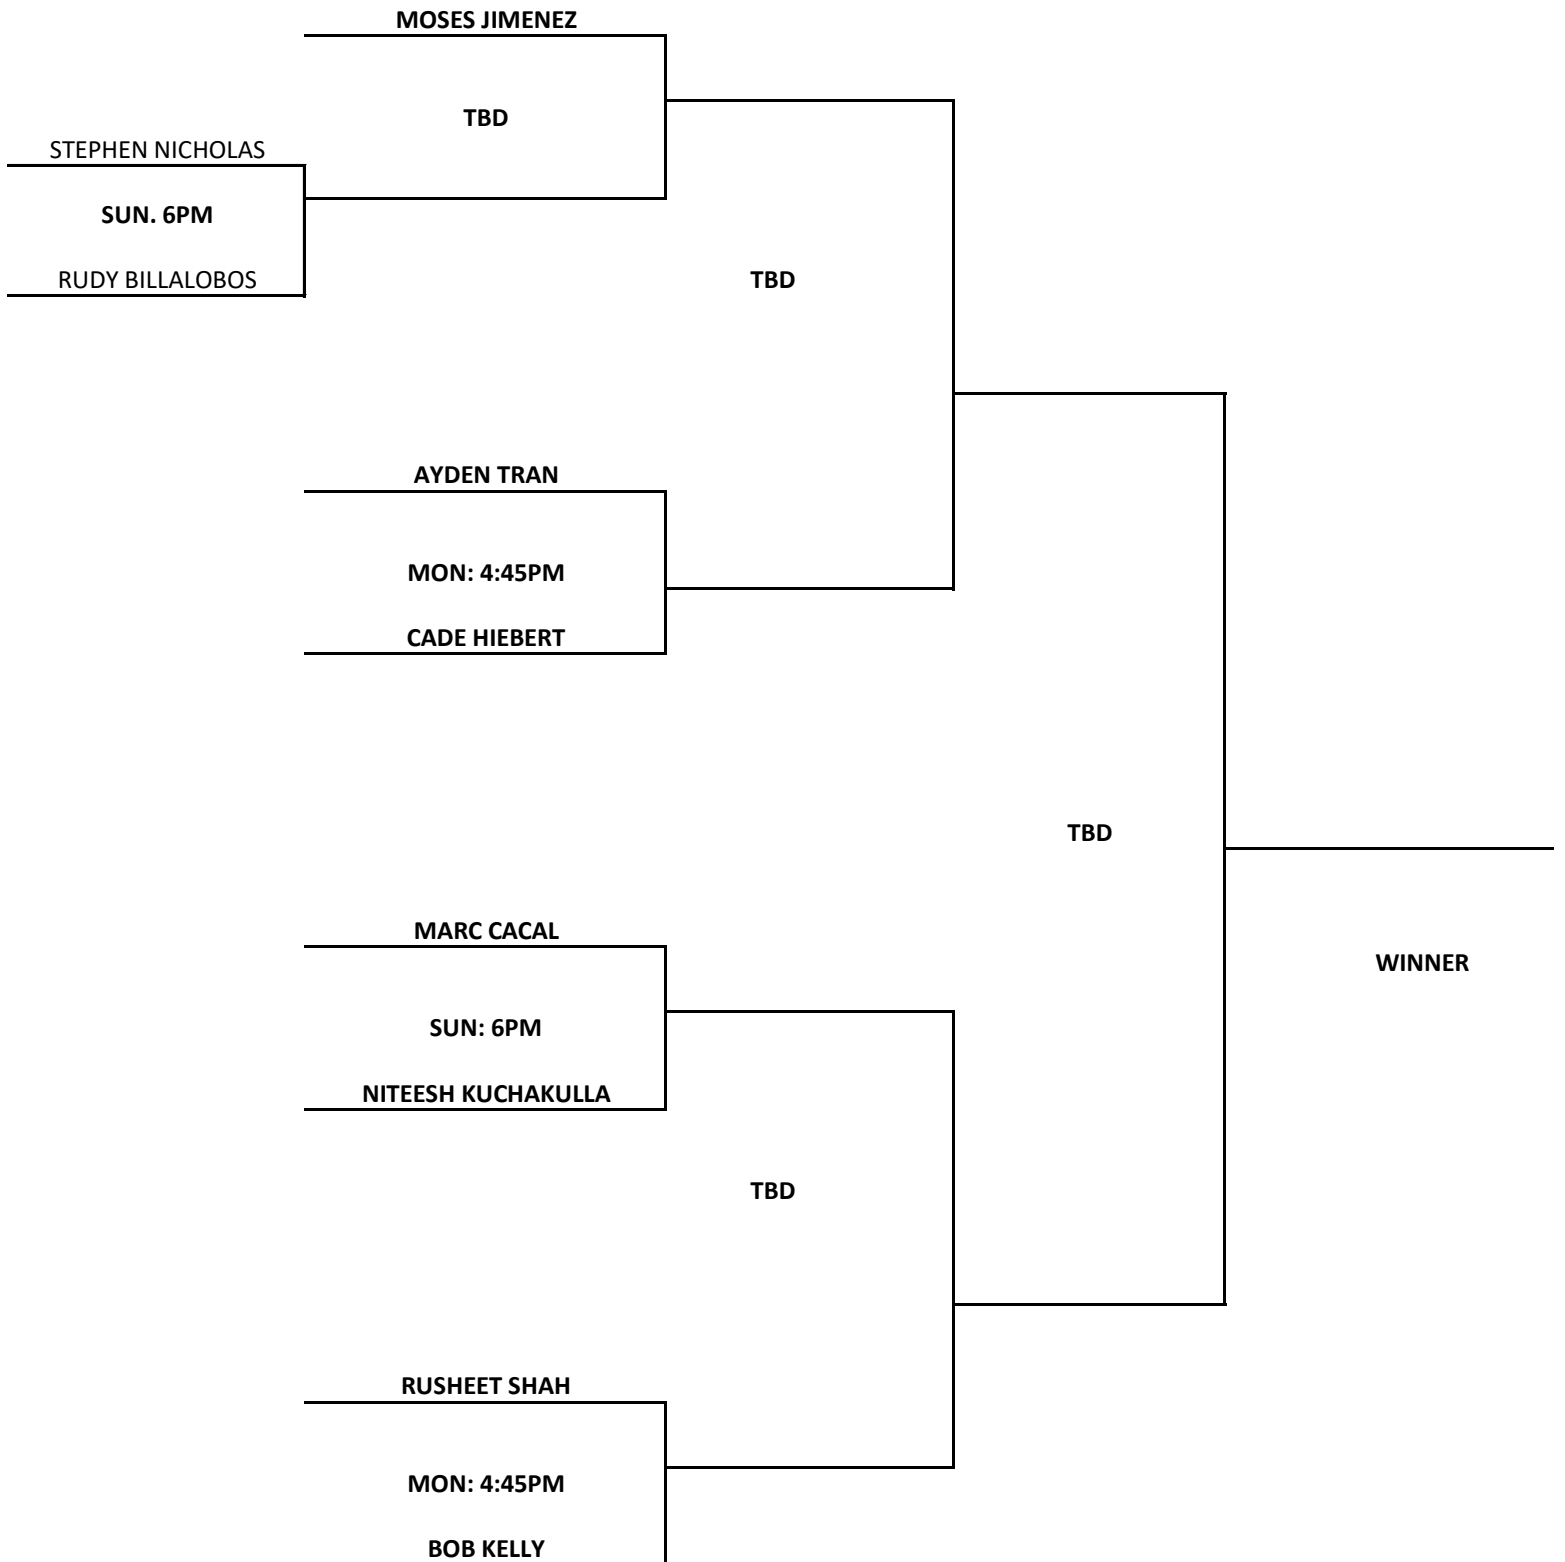 MOSES JIMENEZ
TBD
STEPHEN NICHOLAS
SUN. 6PM
RUDY BILLALOBOS
TBD
AYDEN TRAN
MON: 4:45PM
CADE HIEBERT
TBD
MARC CACAL
WINNER
SUN: 6PM
NITEESH KUCHAKULLA
TBD
RUSHEET SHAH
MON: 4:45PM
BOB KELLY